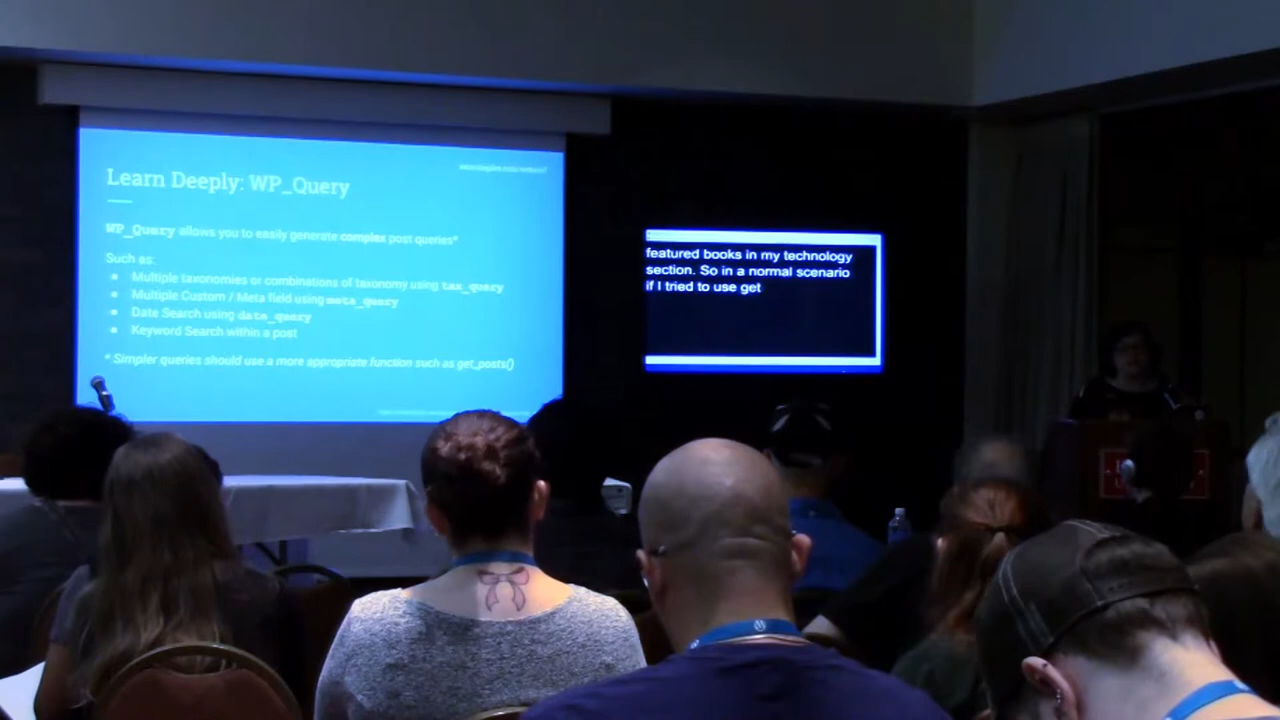 Learn Deeply: WP_Query
WP_Query allows you to easily generate complex post queries*
Such as:
● Multiple taxonomies or combinations of taxonomy using tax_query
● Multiple Custom / Meta field using meta_query
● Date Search using date_query
● Keyword Search within a post
* Simpler queries should use a more appropriate function such as get_posts()
featured books in my technology
section. So in a normal scenario
if I tried to use get